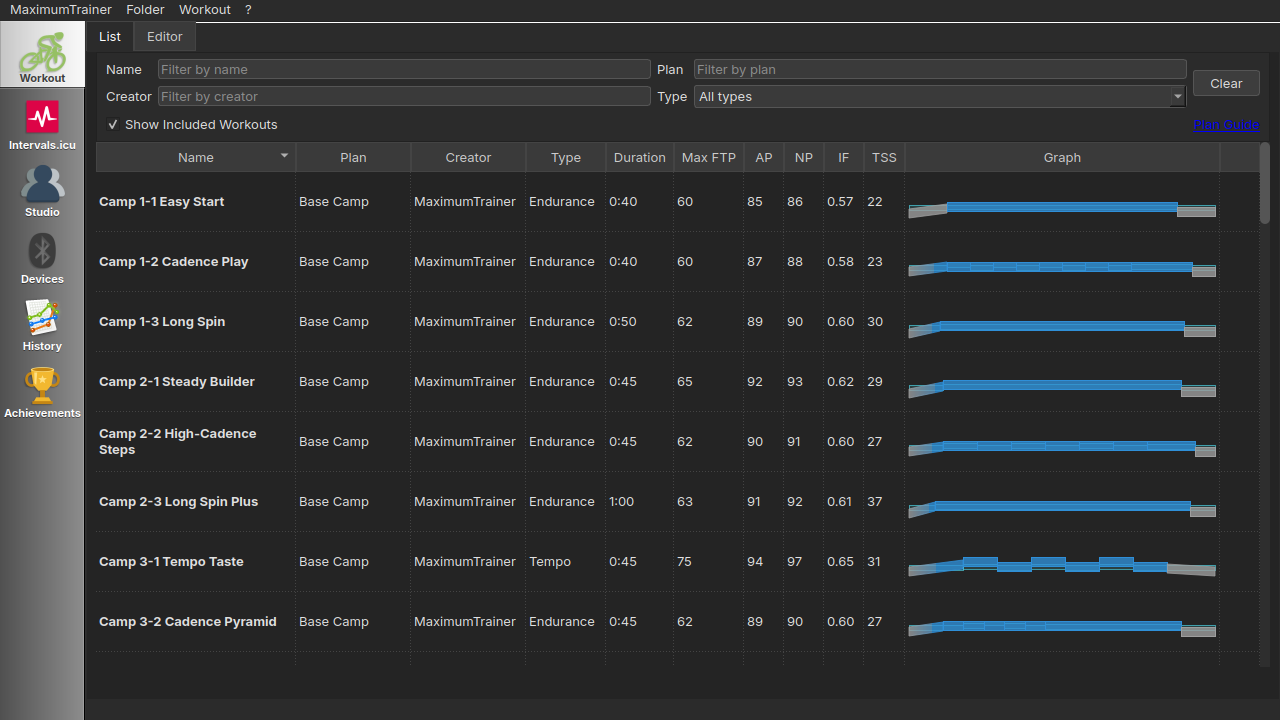 MaximumTrainer Folder Workout ?
List Editor
Workout
Intervals.icu
Studio
Devices
History
Achievements
Name Filter by name Plan Filter by plan
Creator Filter by creator Type All types Clear
Show Included Workouts Plan Guide
Name Plan Creator Type Duration Max FTP AP NP IF TSS Graph
Camp 1-1 Easy Start Base Camp MaximumTrainer Endurance 0:40 60 85 86 0.57 22
Camp 1-2 Cadence Play Base Camp MaximumTrainer Endurance 0:40 60 87 88 0.58 23
Camp 1-3 Long Spin Base Camp MaximumTrainer Endurance 0:50 62 89 90 0.60 30
Camp 2-1 Steady Builder Base Camp MaximumTrainer Endurance 0:45 65 92 93 0.62 29
Camp 2-2 High-Cadence
Steps Base Camp MaximumTrainer Endurance 0:45 62 90 91 0.60 27
Camp 2-3 Long Spin Plus Base Camp MaximumTrainer Endurance 1:00 63 91 92 0.61 37
Camp 3-1 Tempo Taste Base Camp MaximumTrainer Tempo 0:45 75 94 97 0.65 31
Camp 3-2 Cadence Pyramid Base Camp MaximumTrainer Endurance 0:45 62 89 90 0.60 27